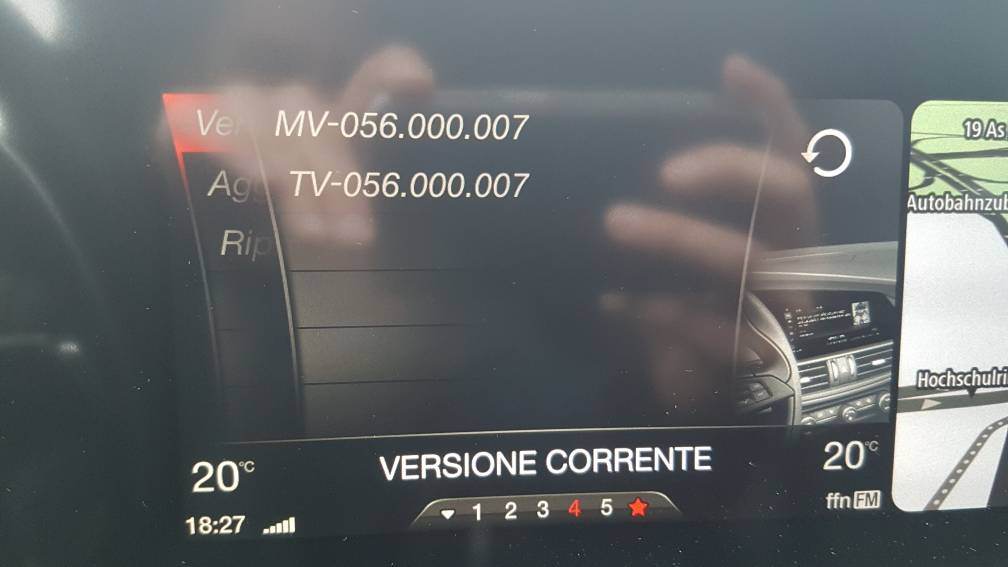 Ver MV-056.000.007
Agg TV-056.000.007
Rip
19 As
Autobahnzub
Hochschulri
20°C
VERSIONE CORRENTE
20°C
18:27
1 2 3 4 5
ffn FM